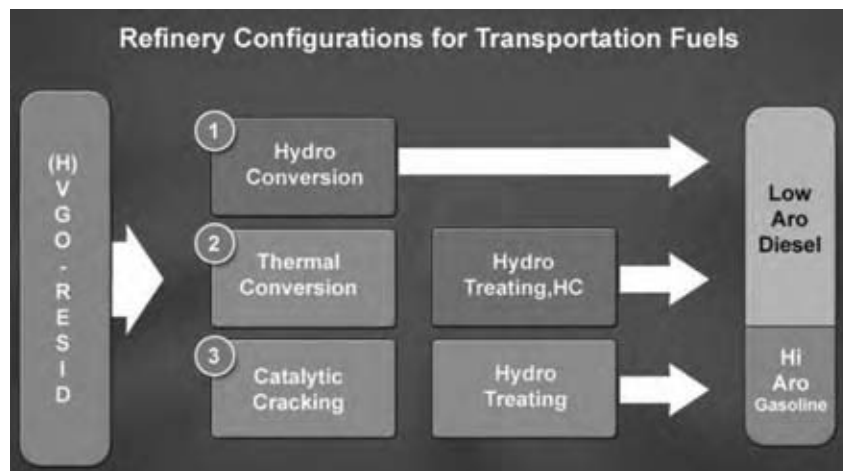 Refinery Configurations for Transportation Fuels
(H)
V
G
O
-
R
E
S
I
D
1
Hydro
Conversion
2
Thermal
Conversion
Hydro
Treating,HC
3
Catalytic
Cracking
Hydro
Treating
Low
Aro
Diesel
Hi
Aro
Gasoline